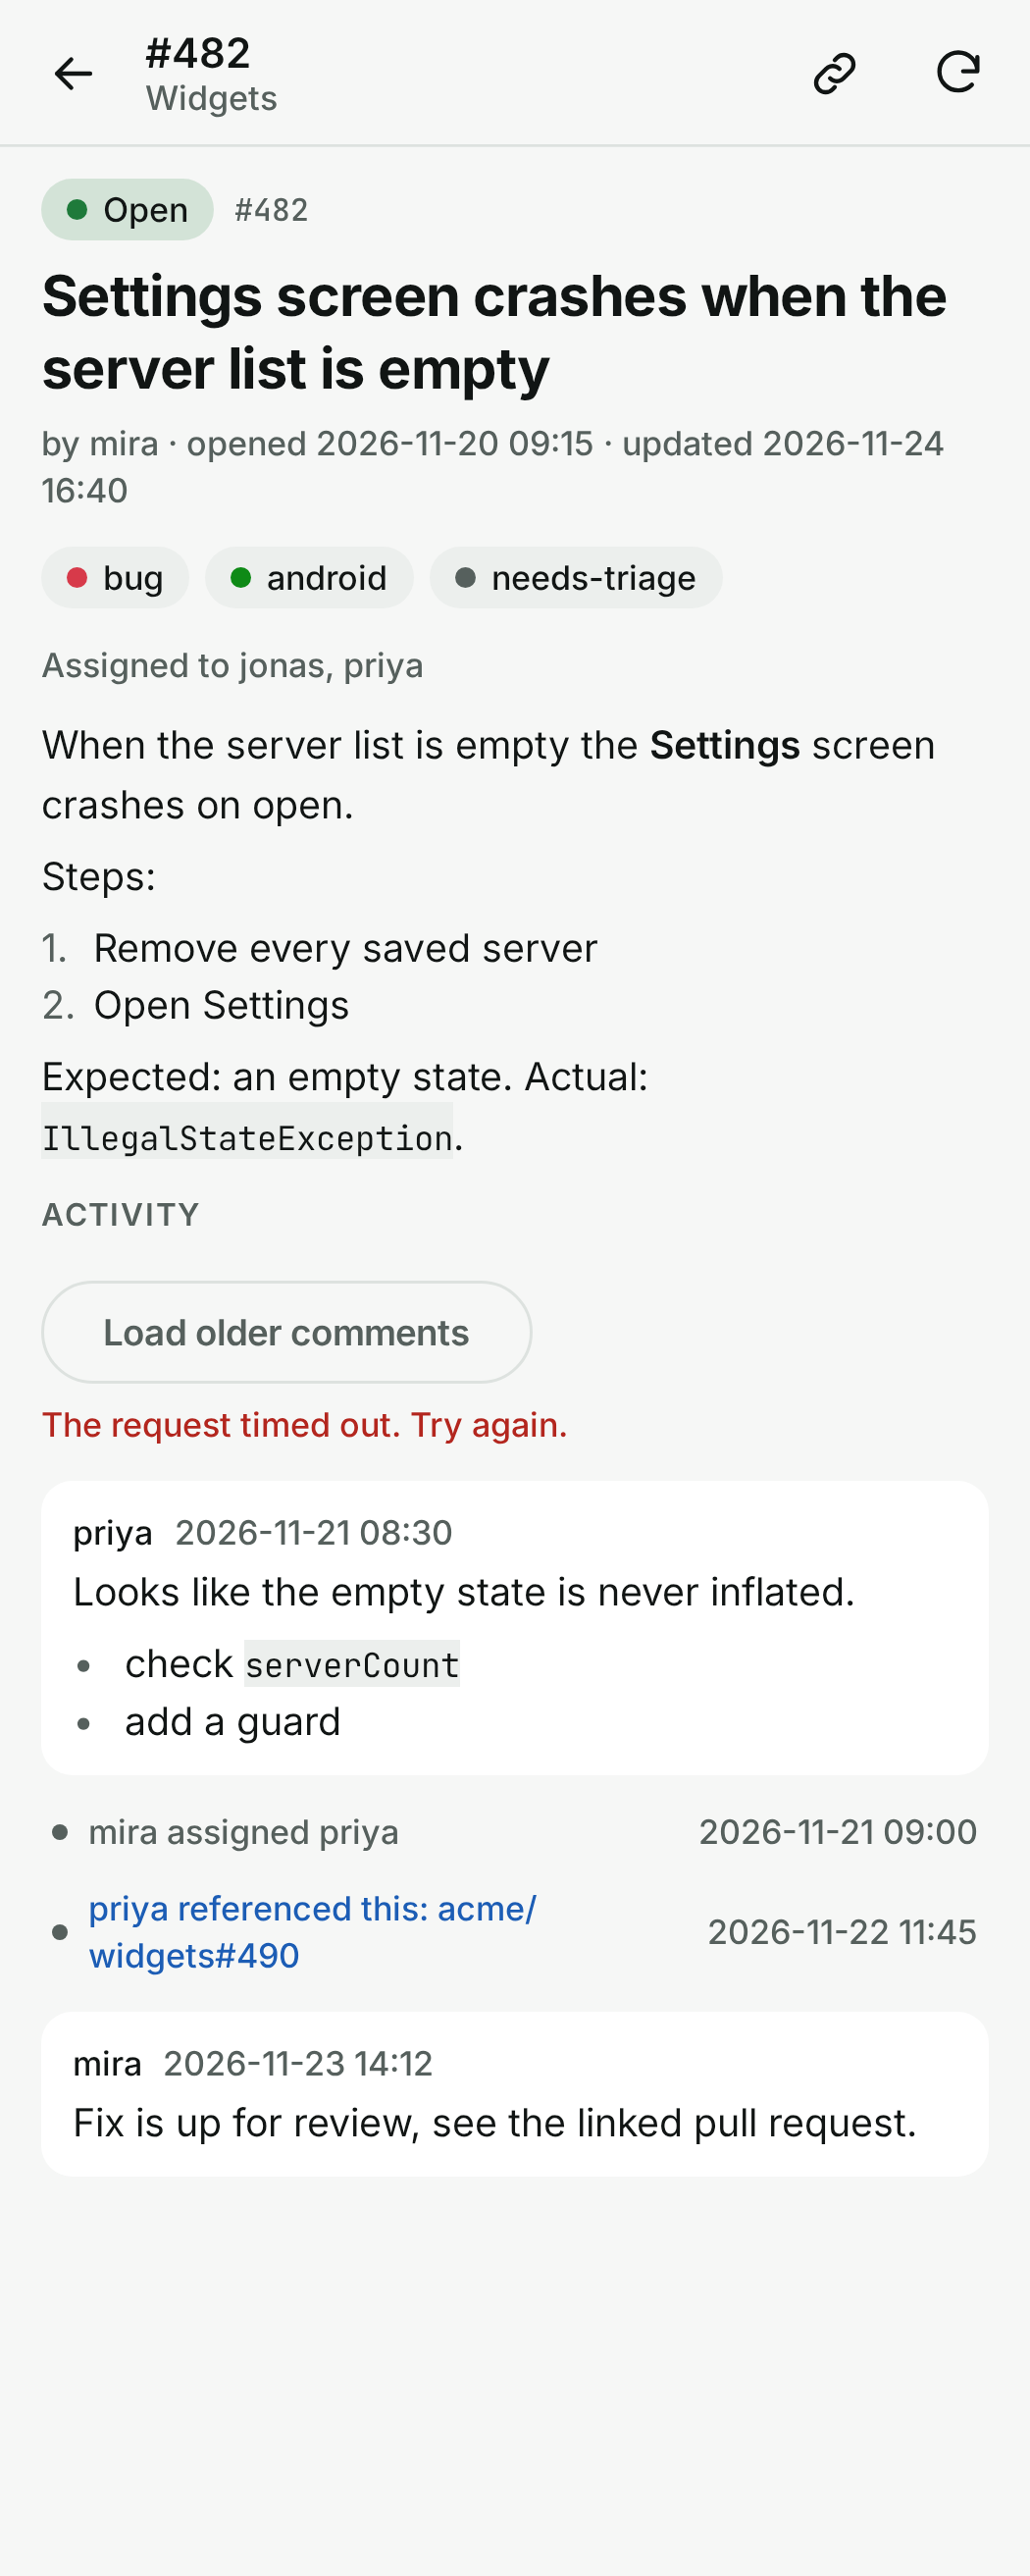 #482
Widgets
Open #482
Settings screen crashes when the
server list is empty
by mira · opened 2026-11-20 09:15 · updated 2026-11-24
16:40
bug android needs-triage
Assigned to jonas, priya
When the server list is empty the Settings screen
crashes on open.
Steps:
1. Remove every saved server
2. Open Settings
Expected: an empty state. Actual:
IllegalStateException.
ACTIVITY
Load older comments
The request timed out. Try again.
priya 2026-11-21 08:30
Looks like the empty state is never inflated.
• check serverCount
• add a guard
mira assigned priya 2026-11-21 09:00
priya referenced this: acme/
widgets#490 2026-11-22 11:45
mira 2026-11-23 14:12
Fix is up for review, see the linked pull request.